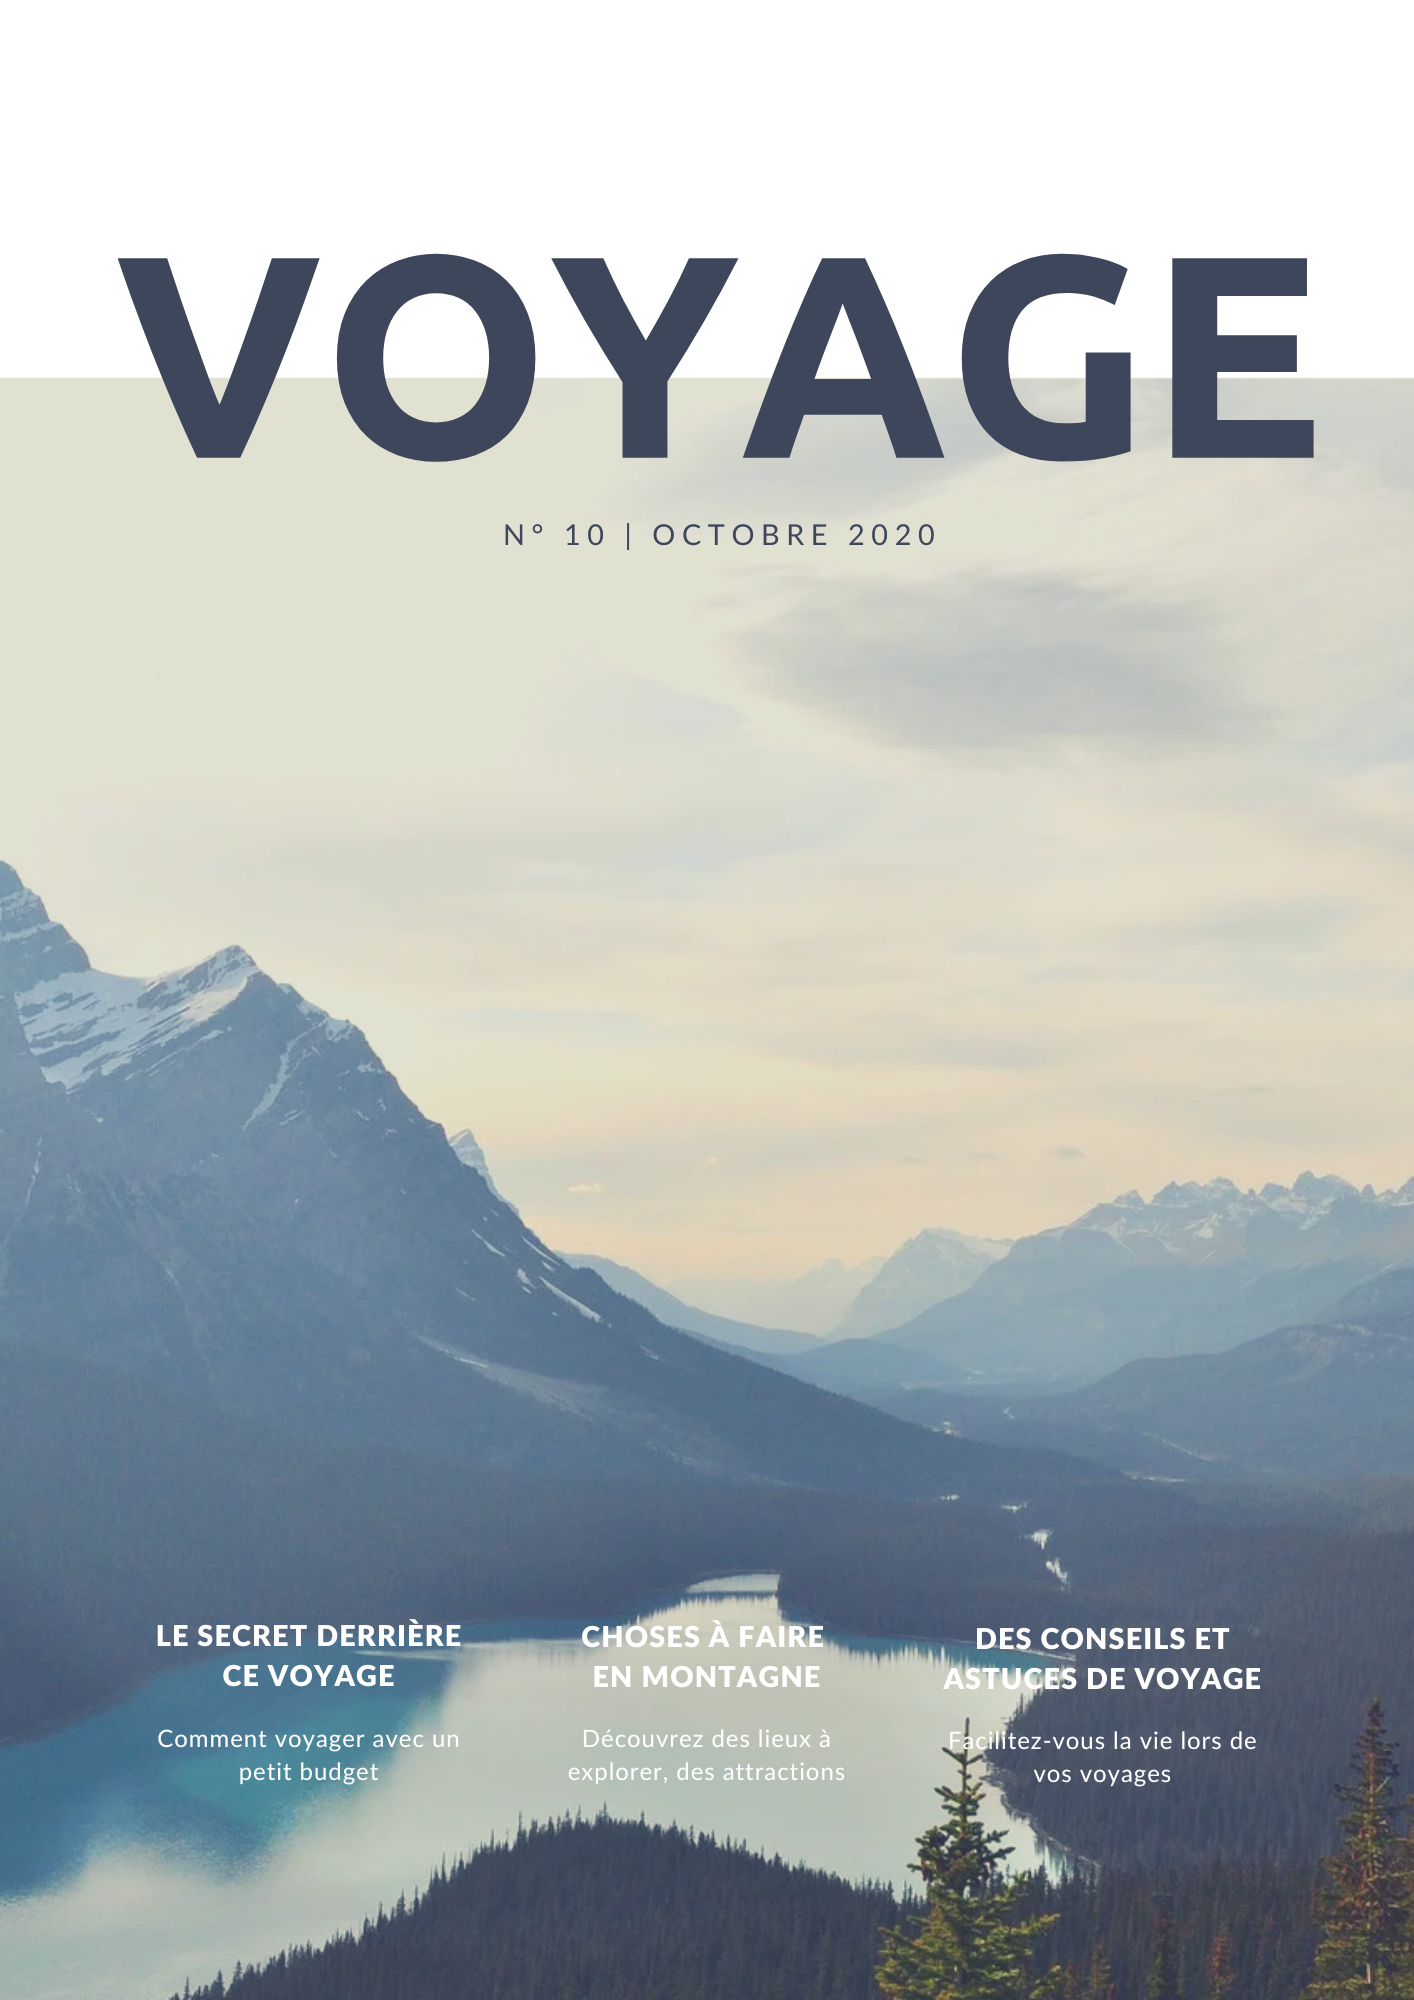 VOYAGE
N° 10 | OCTOBRE 2020
LE SECRET DERRIÈRE
CE VOYAGE
Comment voyager avec un
petit budget
CHOSES À FAIRE
EN MONTAGNE
Découvrez des lieux à
explorer, des attractions
DES CONSEILS ET
ASTUCES DE VOYAGE
Facilitez-vous la vie lors de
vos voyages